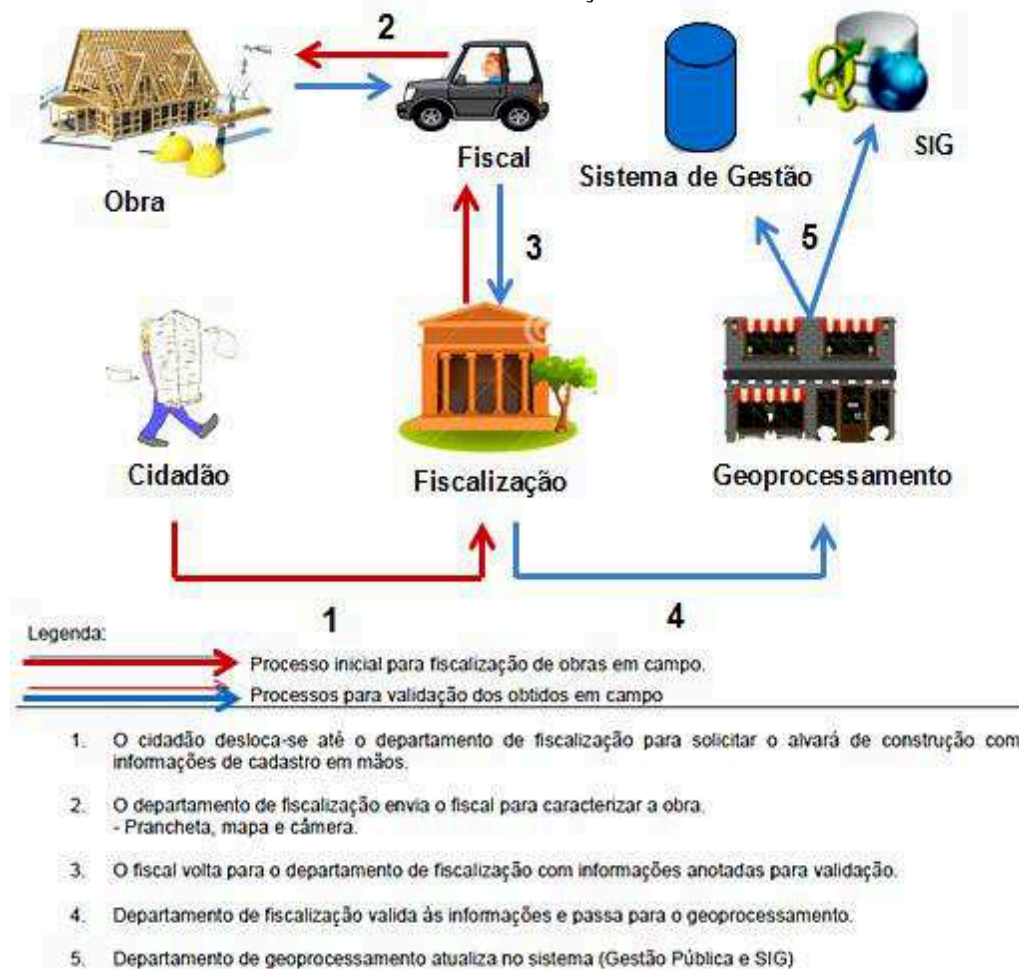 2
Fiscal
Obra
Sistema de Gestão
SIG
3
5
Cidadão
Fiscalização
Geoprocessamento
1
4
Legenda:
Processo inicial para fiscalização de obras em campo.
Processos para validação dos obtidos em campo
1. O cidadão desloca-se até o departamento de fiscalização para solicitar o alvará de construção com
informações de cadastro em mãos.
2. O departamento de fiscalização envia o fiscal para caracterizar a obra.
- Prancheta, mapa e câmera.
3. O fiscal volta para o departamento de fiscalização com informações anotadas para validação.
4. Departamento de fiscalização valida às informações e passa para o geoprocessamento.
5. Departamento de geoprocessamento atualiza no sistema (Gestão Pública e SIG)